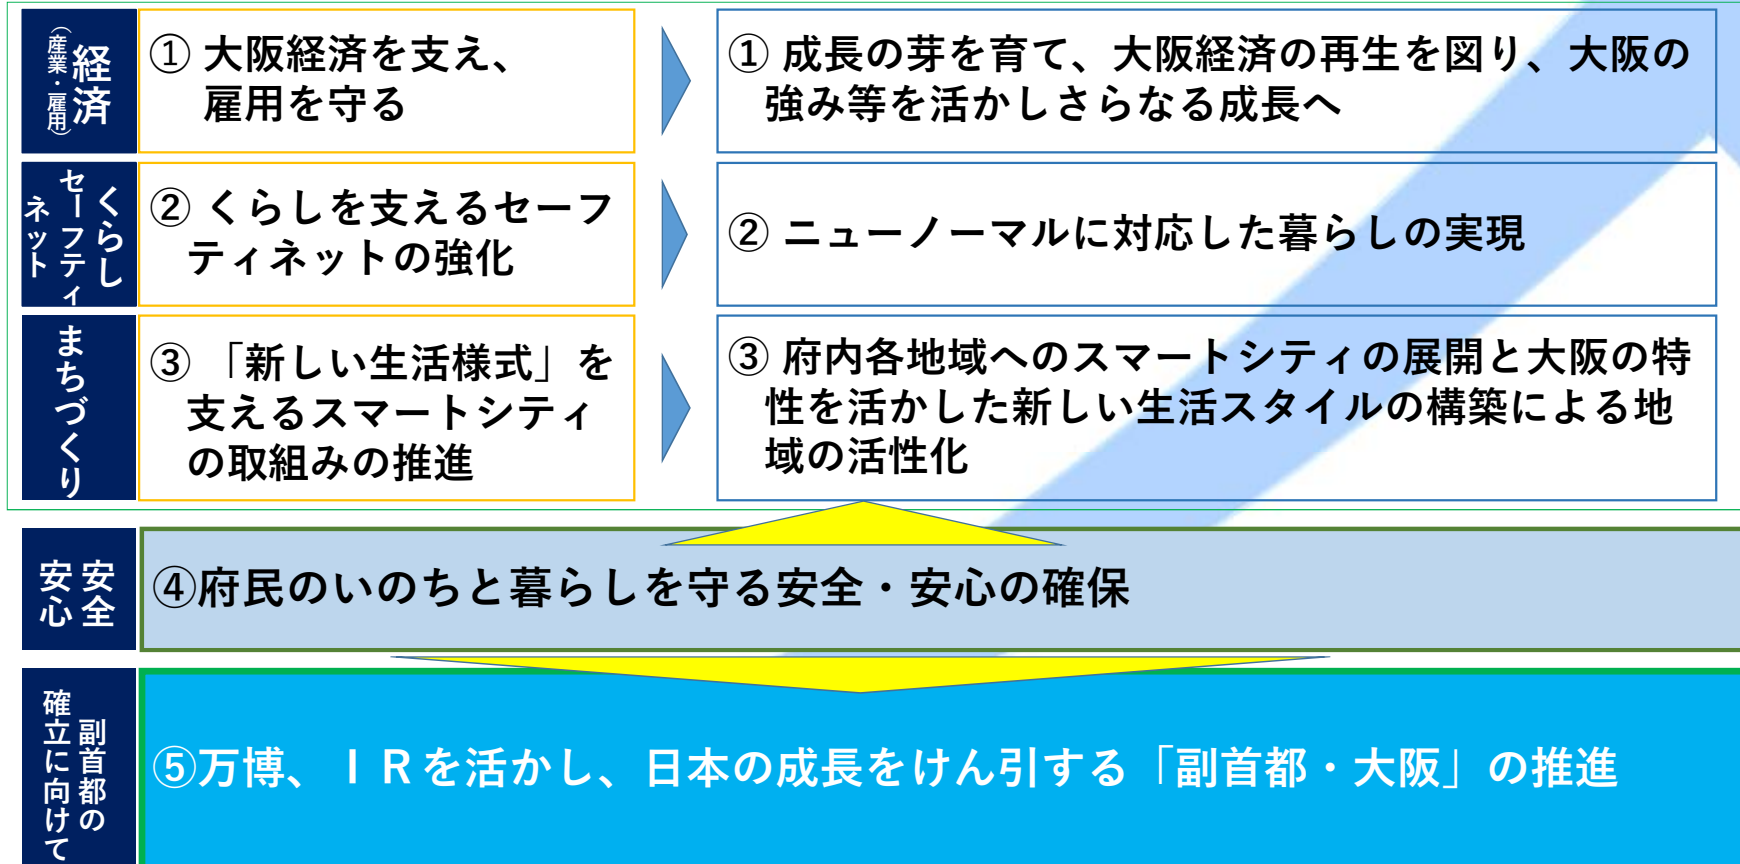 経済
（産業・雇用）
① 大阪経済を支え、
雇用を守る
① 成長の芽を育て、大阪経済の再生を図り、大阪の
強み等を活かしさらなる成長へ
くらし
セーフティ
ネット
② くらしを支えるセーフ
ティネットの強化
② ニューノーマルに対応した暮らしの実現
まちづくり
③ 「新しい生活様式」を
支えるスマートシティ
の取組みの推進
③ 府内各地域へのスマートシティの展開と大阪の特
性を活かした新しい生活スタイルの構築による地
域の活性化
安全
安心
④府民のいのちと暮らしを守る安全・安心の確保
副首都の
確立に向けて
⑤万博、ＩＲを活かし、日本の成長をけん引する「副首都・大阪」の推進